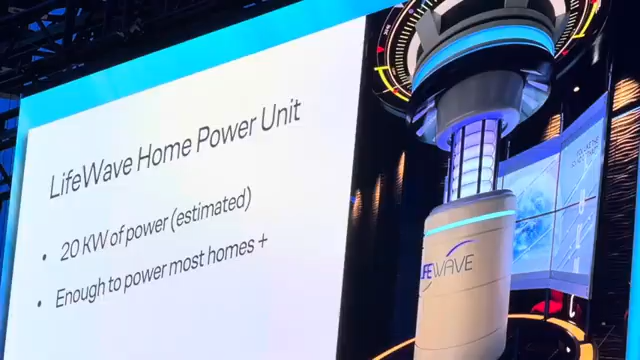 LifeWave Home Power Unit
• 20 KW of power (estimated)
• Enough to power most homes +
LIFEWAVE